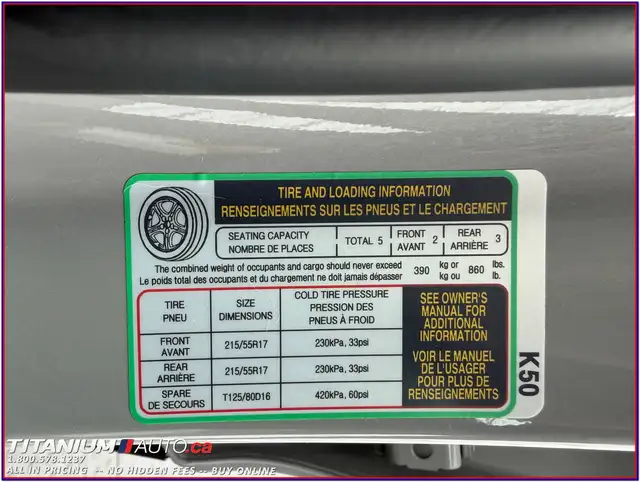 TIRE AND LOADING INFORMATION
RENSEIGNEMENTS SUR LES PNEUS ET LE CHARGEMENT
SEATING CAPACITY
NOMBRE DE PLACES
TOTAL 5
FRONT
AVANT 2
REAR
ARRIÈRE 3
The combined weight of occupants and cargo should never exceed
Le poids total des occupants et du chargement ne doit jamais dépasser
390 kg or 860 lbs.
kg ou lb.
TIRE
PNEU
SIZE
DIMENSIONS
COLD TIRE PRESSURE
PRESSION DES
PNEUS À FROID
FRONT
AVANT
215/55R17
230kPa, 33psi
REAR
ARRIÈRE
215/55R17
230kPa, 33psi
SPARE
DE SECOURS
T125/80D16
420kPa, 60psi
SEE OWNER'S
MANUAL FOR
ADDITIONAL
INFORMATION
VOIR LE MANUEL
DE L'USAGER
POUR PLUS DE
RENSEIGNEMENTS
K50
TITANIUM AUTO.ca
1.800.578.1237
ALL IN PRICING -- NO HIDDEN FEES -- BUY ONLINE